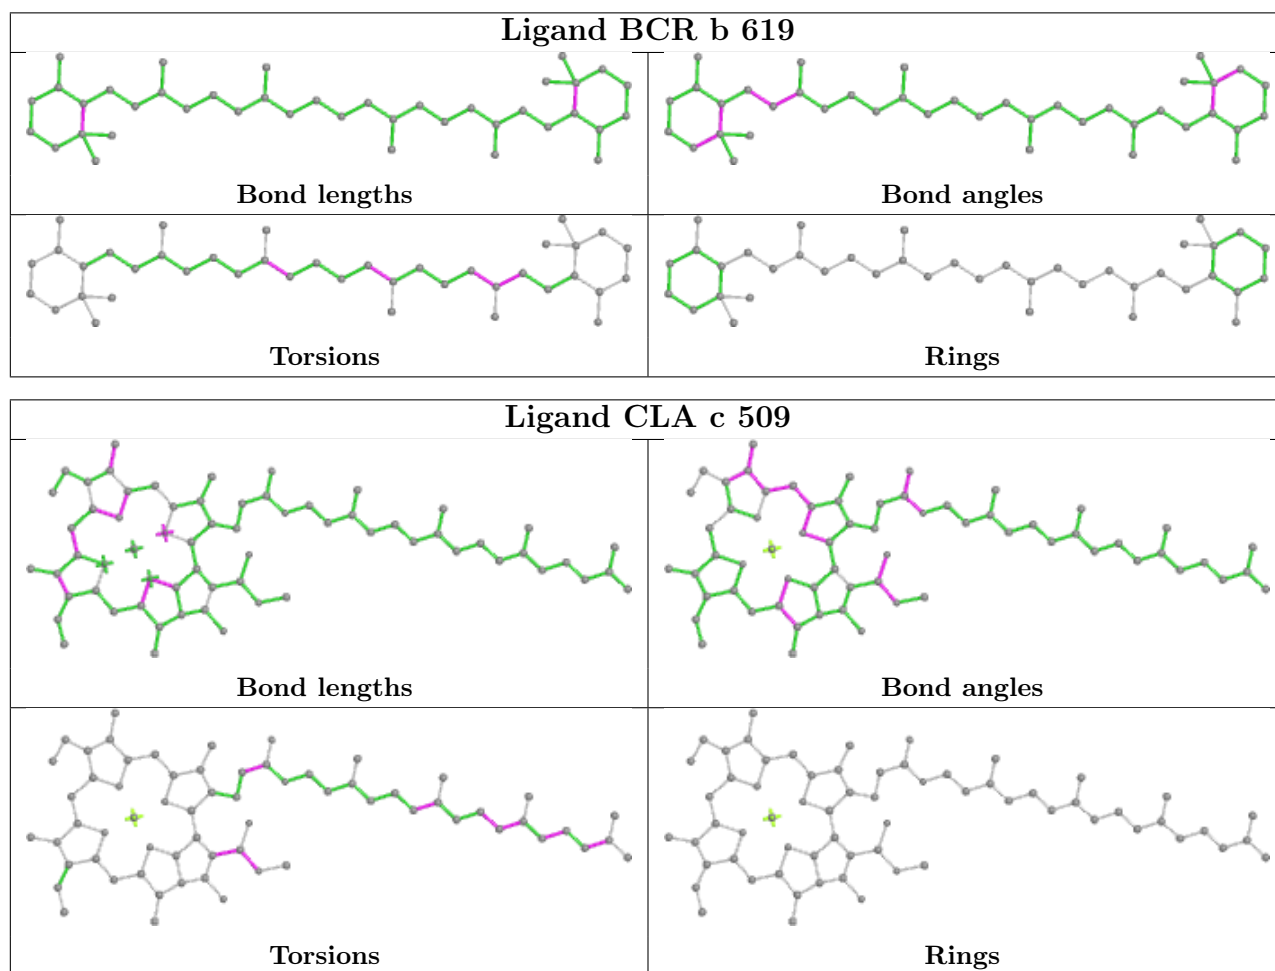 Ligand BCR b 619
Bond lengths
Bond angles
Torsions
Rings
Ligand CLA c 509
Bond lengths
Bond angles
Torsions
Rings